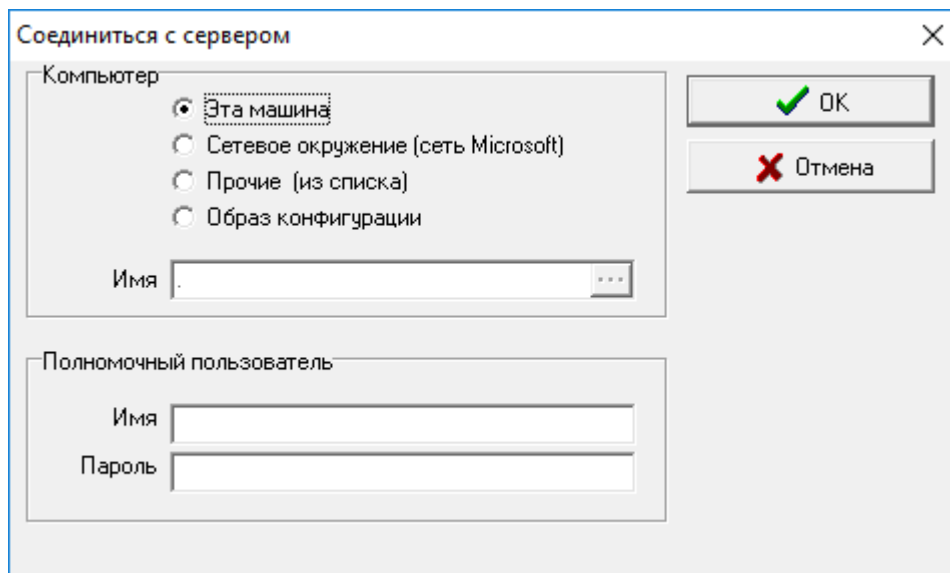 Соединиться с сервером
Компьютер
Эта машина
Сетевое окружение (сеть Microsoft)
Прочие (из списка)
Образ конфигурации
Имя .
...
OK
Отмена
Полномочный пользователь
Имя
Пароль